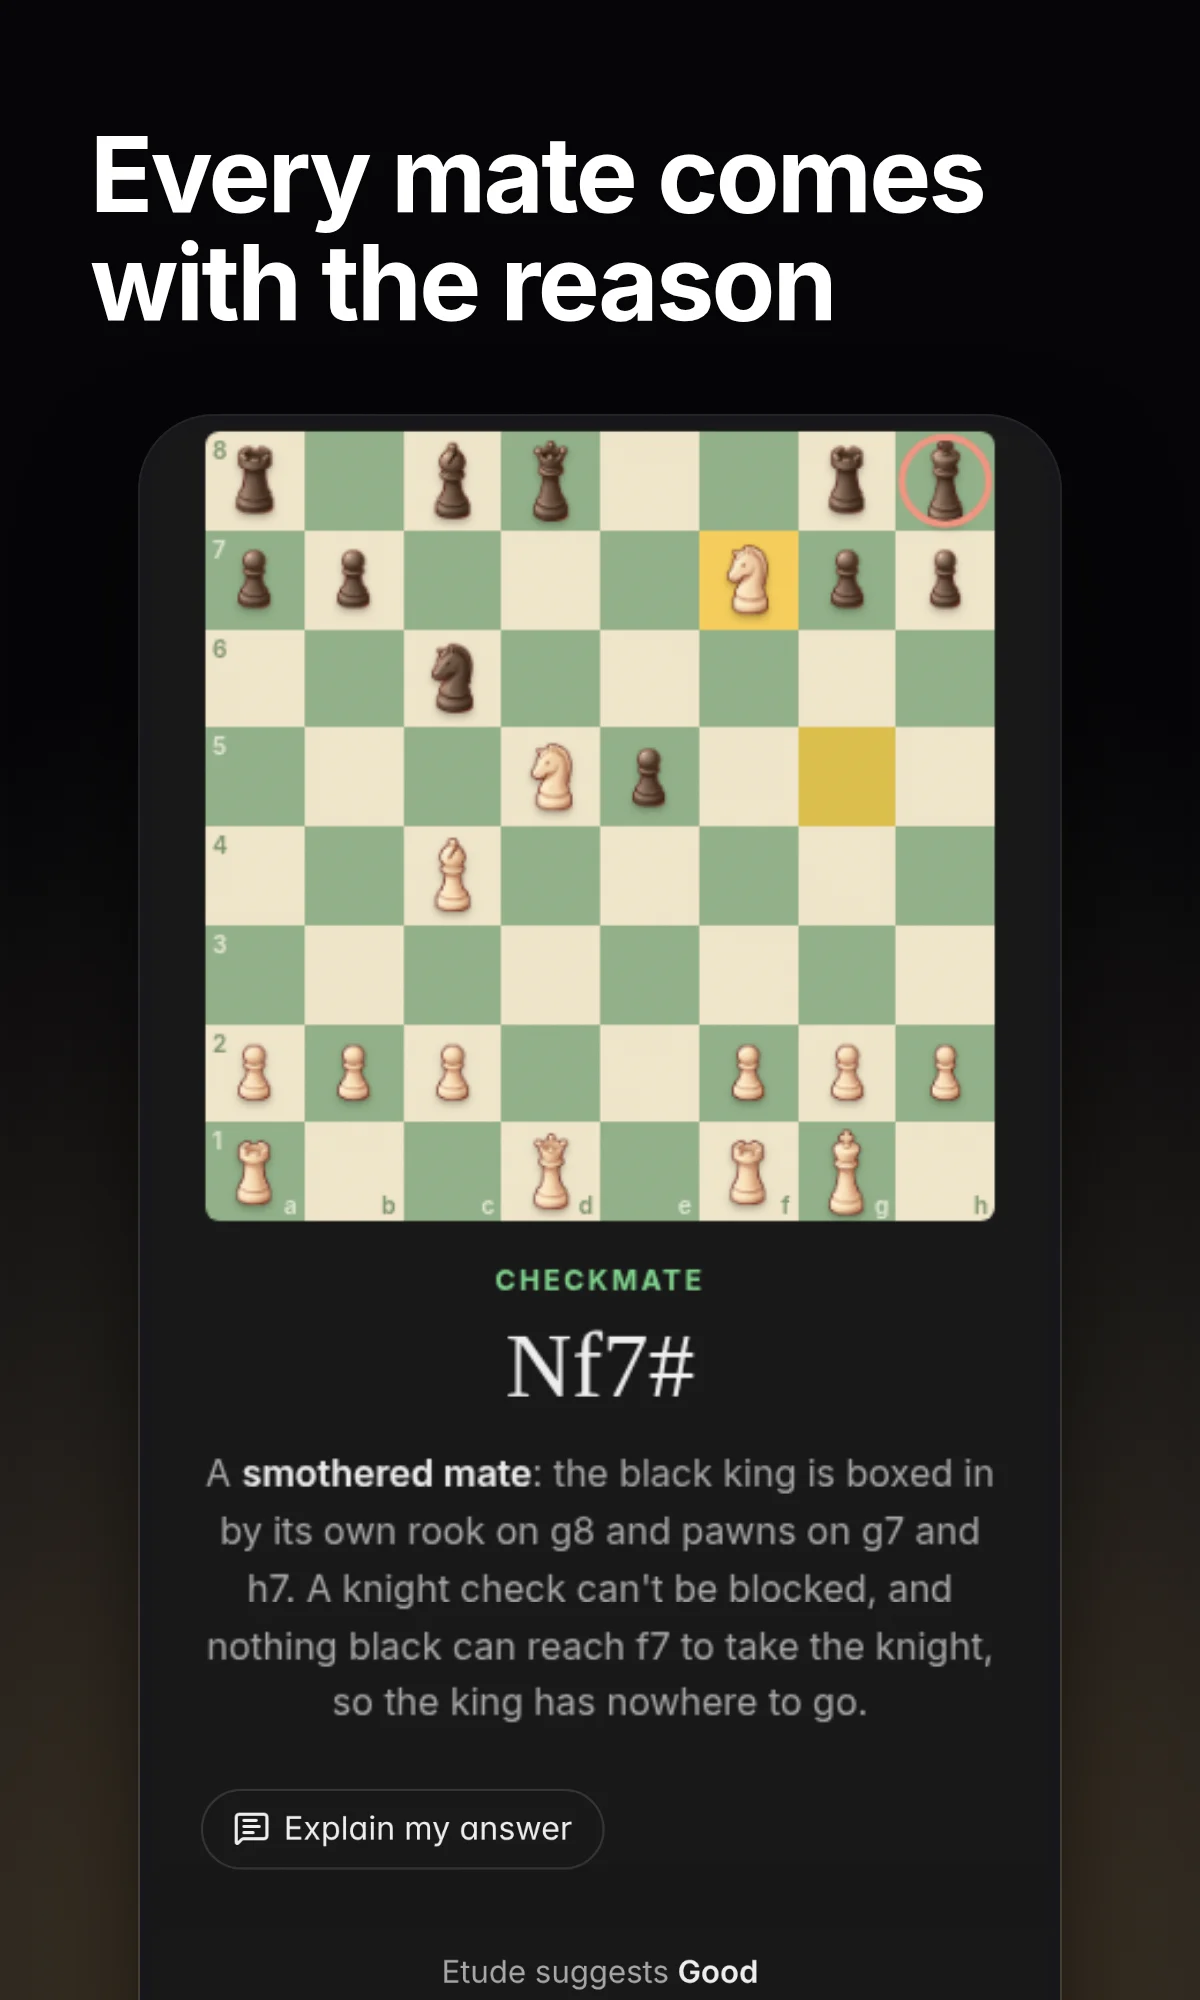 Every mate comes
with the reason
8
7
6
5
4
3
2
1
a b c d e f g h
CHECKMATE
Nf7#
A smothered mate: the black king is boxed in
by its own rook on g8 and pawns on g7 and
h7. A knight check can't be blocked, and
nothing black can reach f7 to take the knight,
so the king has nowhere to go.
Explain my answer
Etude suggests Good